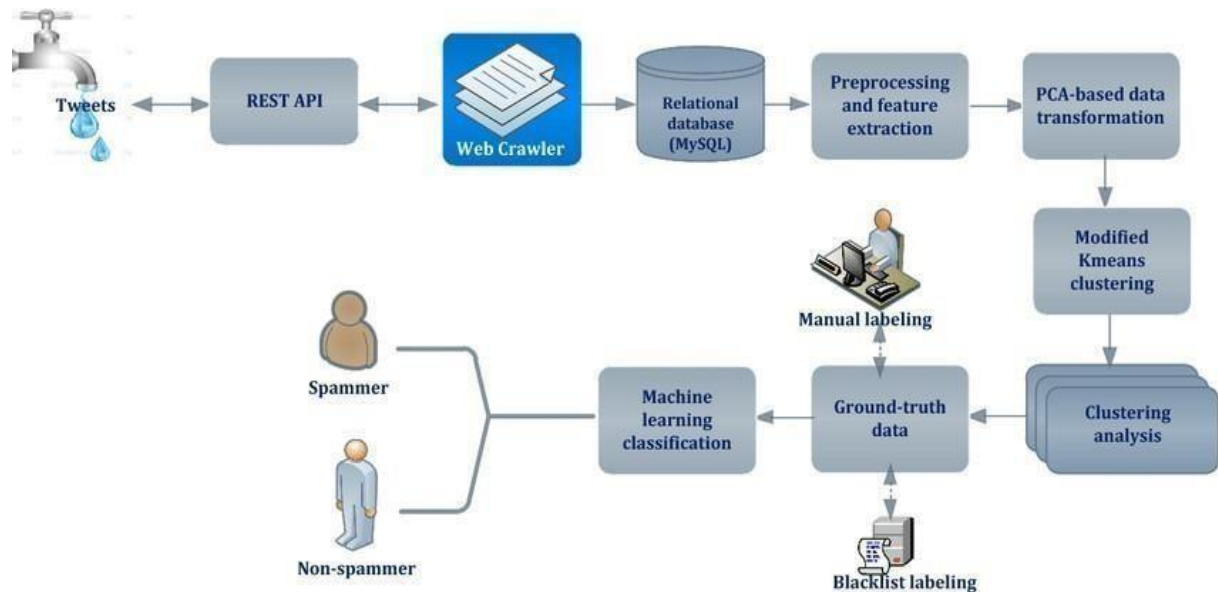 Tweets
REST API
Web Crawler
Relational
database
(MySQL)
Preprocessing
and feature
extraction
PCA-based data
transformation
Modified
Kmeans
clustering
Manual labeling
Spammer
Machine
learning
classification
Ground-truth
data
Clustering
analysis
Non-spammer
Blacklist labeling